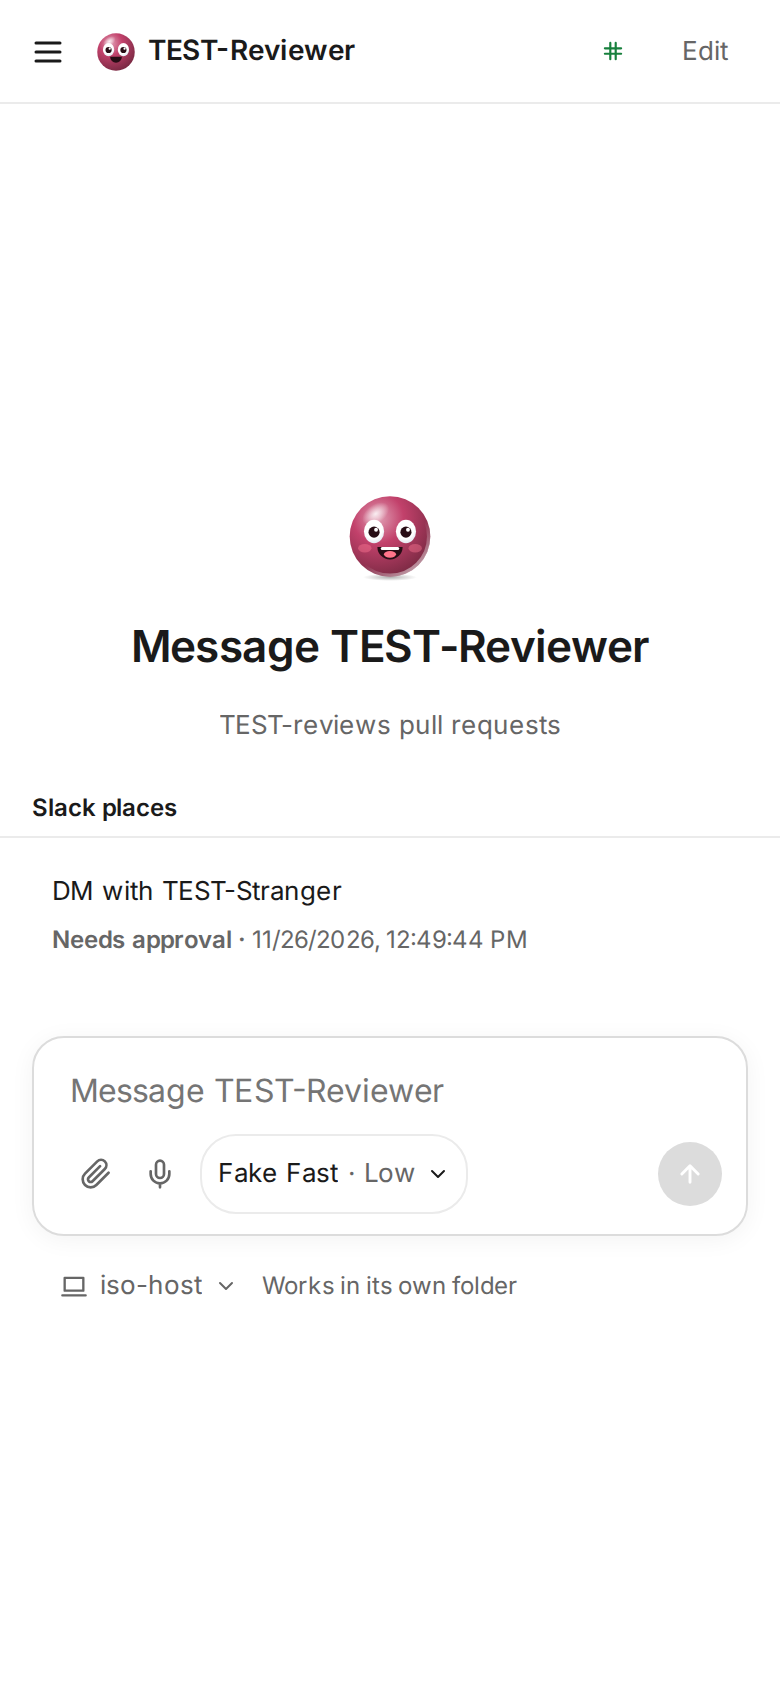 TEST-Reviewer
Edit
Message TEST-Reviewer
TEST-reviews pull requests
Slack places
DM with TEST-Stranger
Needs approval · 11/26/2026, 12:49:44 PM
Message TEST-Reviewer
Fake Fast · Low
iso-host
Works in its own folder